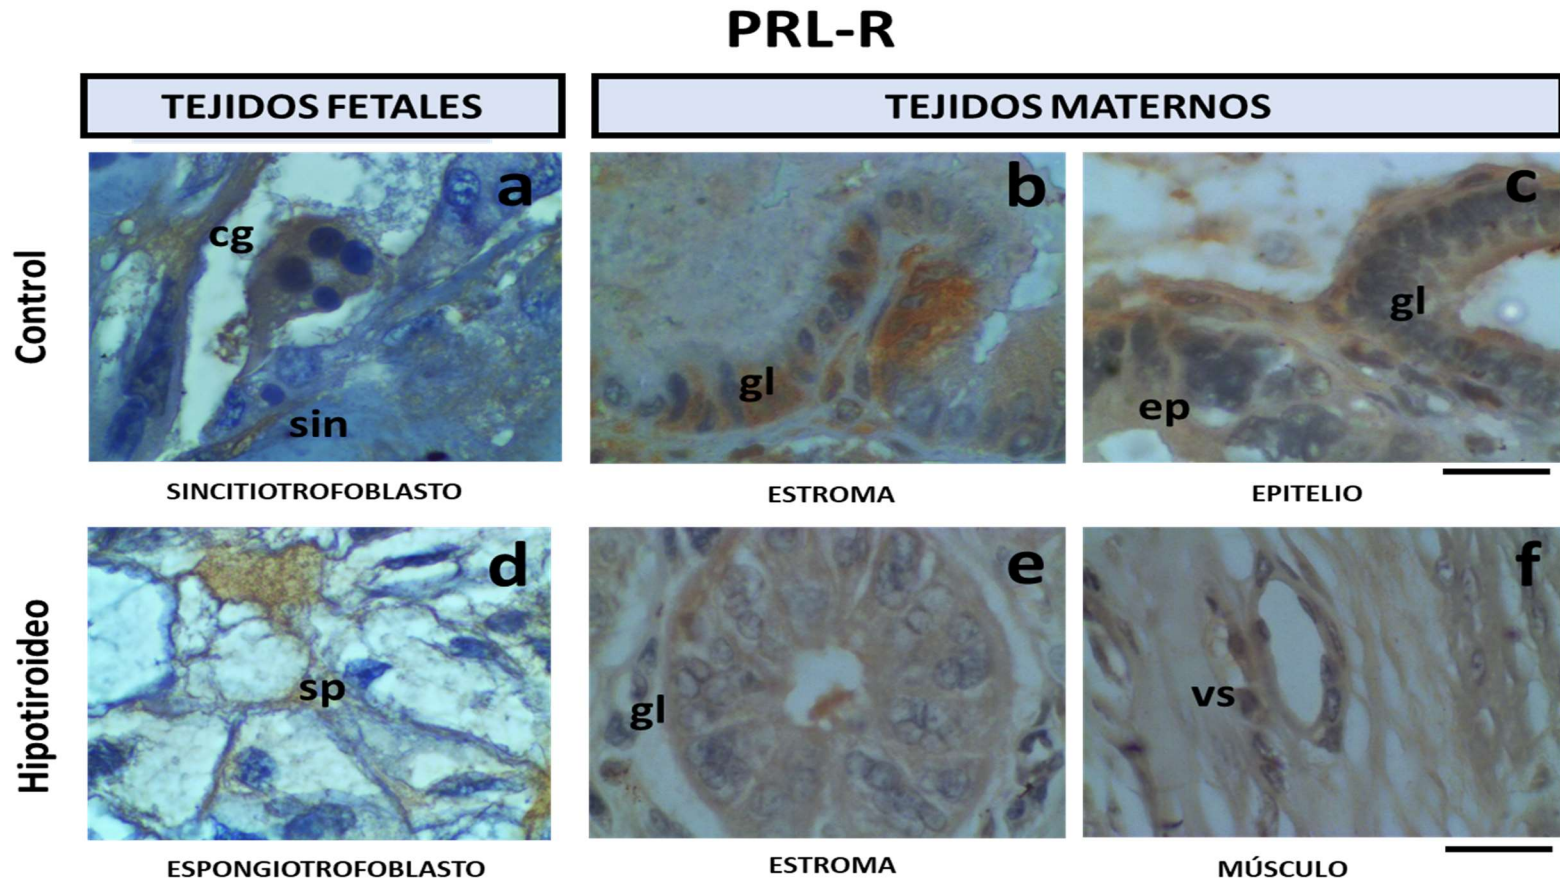 PRL-R
TEJIDOS FETALES
TEJIDOS MATERNOS
Control
a
cg
sin
b
gl
c
gl
ep
SINCITIOTROFOBLASTO
ESTROMA
EPITELIO
Hipotiroideo
d
sp
e
gl
f
vs
ESPONGIOTROFOBLASTO
ESTROMA
MÚSCULO